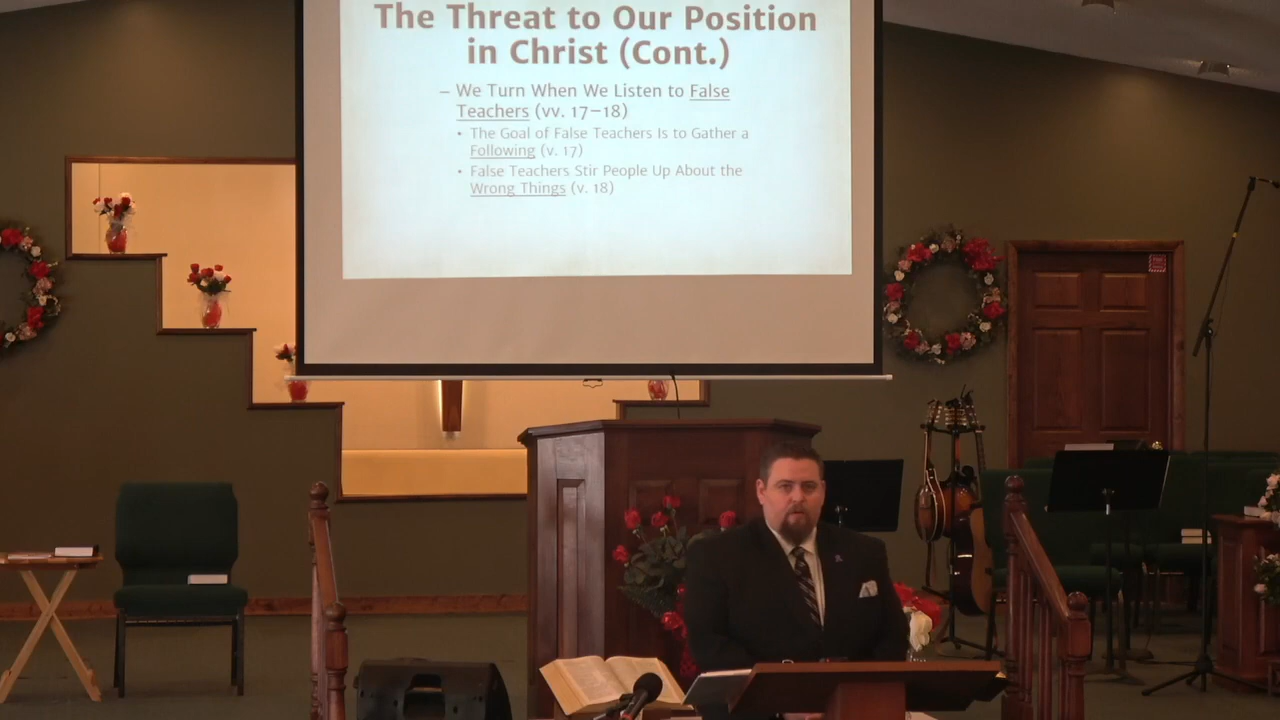 The Threat to Our Position
in Christ (Cont.)
– We Turn When We Listen to False
Teachers (vv. 17–18)
• The Goal of False Teachers Is to Gather a
Following (v. 17)
• False Teachers Stir People Up About the
Wrong Things (v. 18)